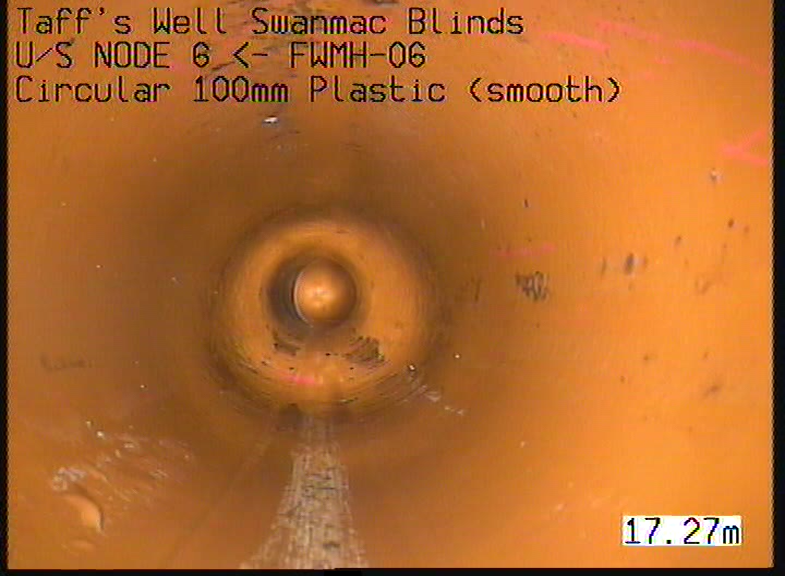 Taff's Well Swanmac Blinds
U/S NODE 6 <- FWMH-06
Circular 100mm Plastic (smooth)
17.27m